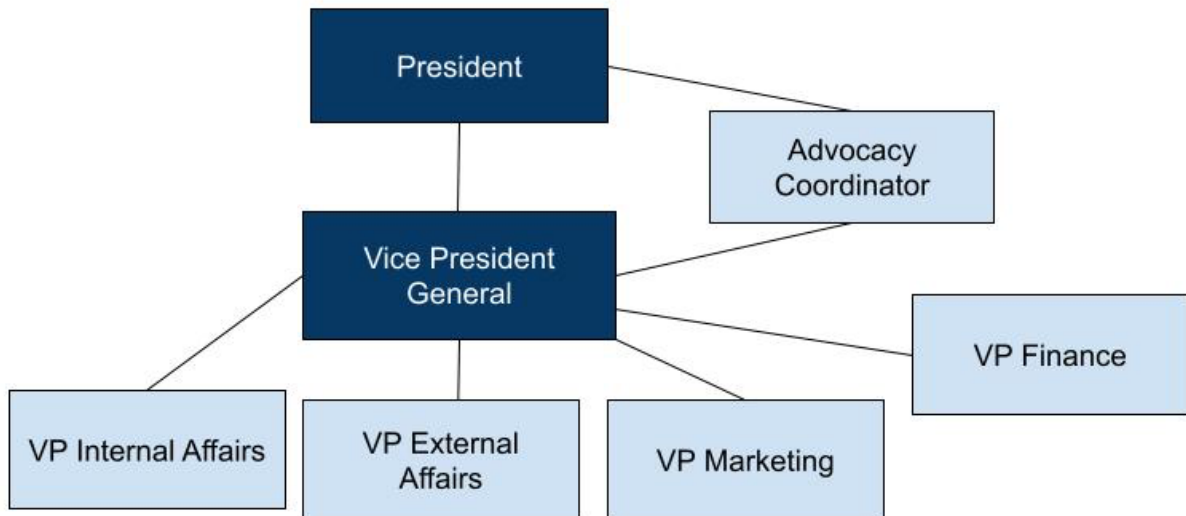 President
Advocacy
Coordinator
Vice President
General
VP Finance
VP Internal Affairs
VP External
Affairs
VP Marketing